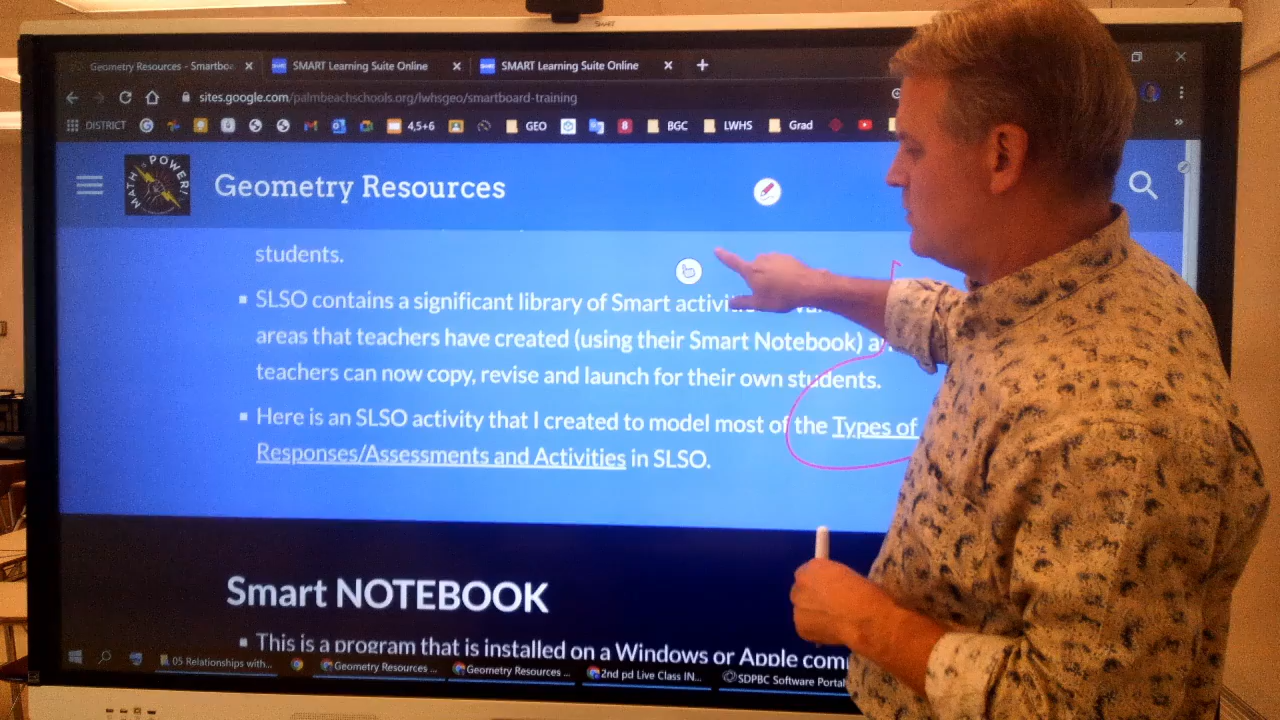 SMART
Geometry Resources - Smartbo
SMART Learning Suite Online
SMART Learning Suite Online
sites.google.com/palmbeachschools.org/lwhsgeo/smartboard-training
DISTRICT 4,5+6 GEO BGC LWHS Grad
MATH IS POWER!
Geometry Resources
students.
SLSO contains a significant library of Smart
areas that teachers have created (using their Smart Notebook)
teachers can now copy, revise and launch for their own students.
Here is an SLSO activity that I created to model most of the Types of
Responses/Assessments and Activities in SLSO.
Smart NOTEBOOK
This is a program that is installed on a Windows or Apple
05 Relationships with... Geometry Resources ... Geometry Resources ... 2nd pd Live Class IN... SDPBC Software Portal